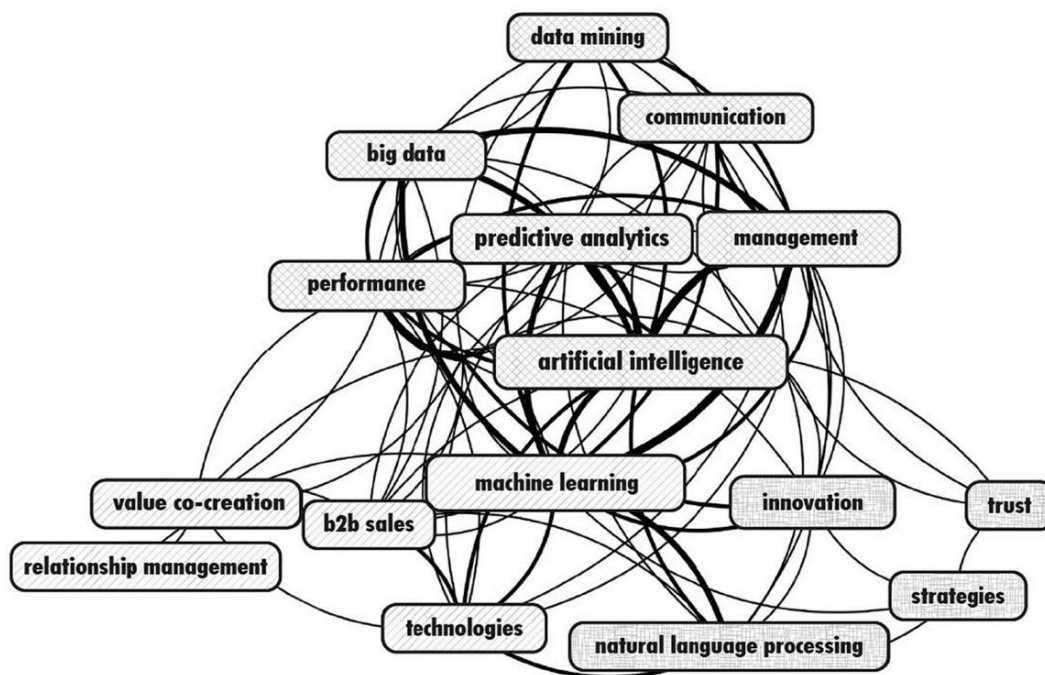 data mining
communication
big data
predictive analytics
management
performance
artificial intelligence
machine learning
value co-creation
innovation
trust
b2b sales
relationship management
strategies
technologies
natural language processing